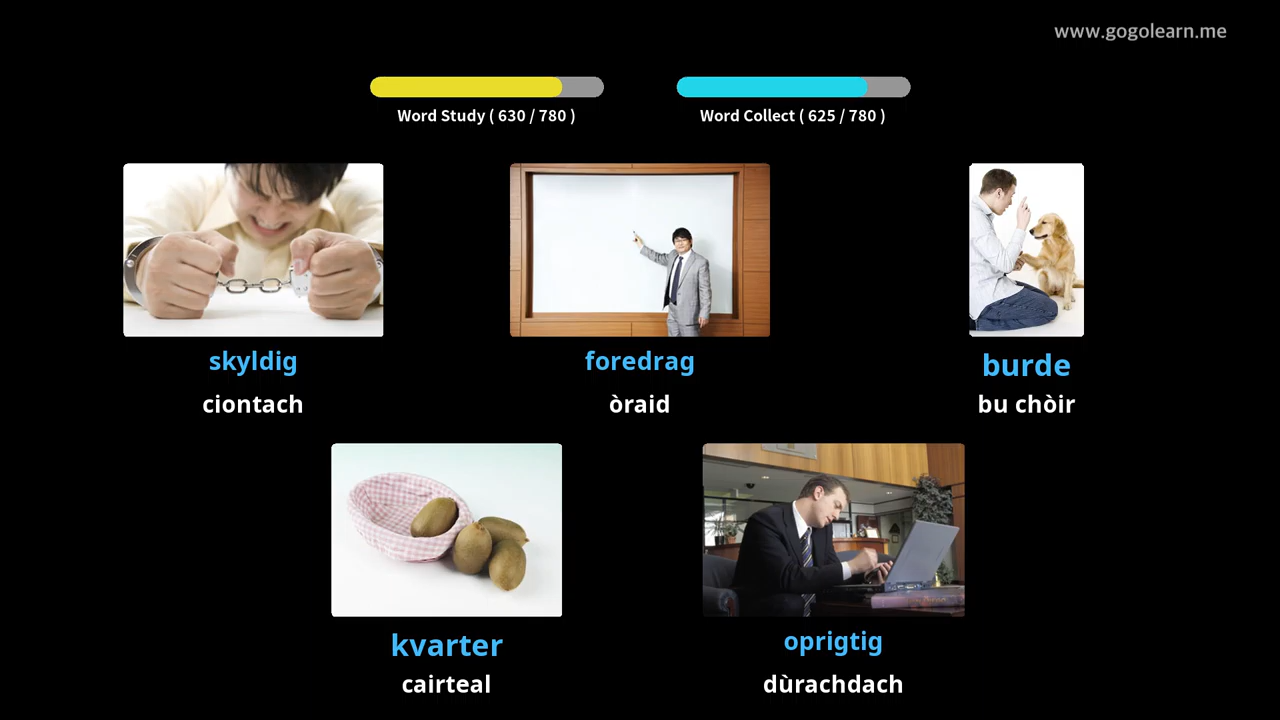 www.gogolearn.me
Word Study ( 630 / 780 )
Word Collect ( 625 / 780 )
skyldig
foredrag
burde
ciontach
òraid
bu chòir
kvarter
oprigtig
cairteal
dùrachdach